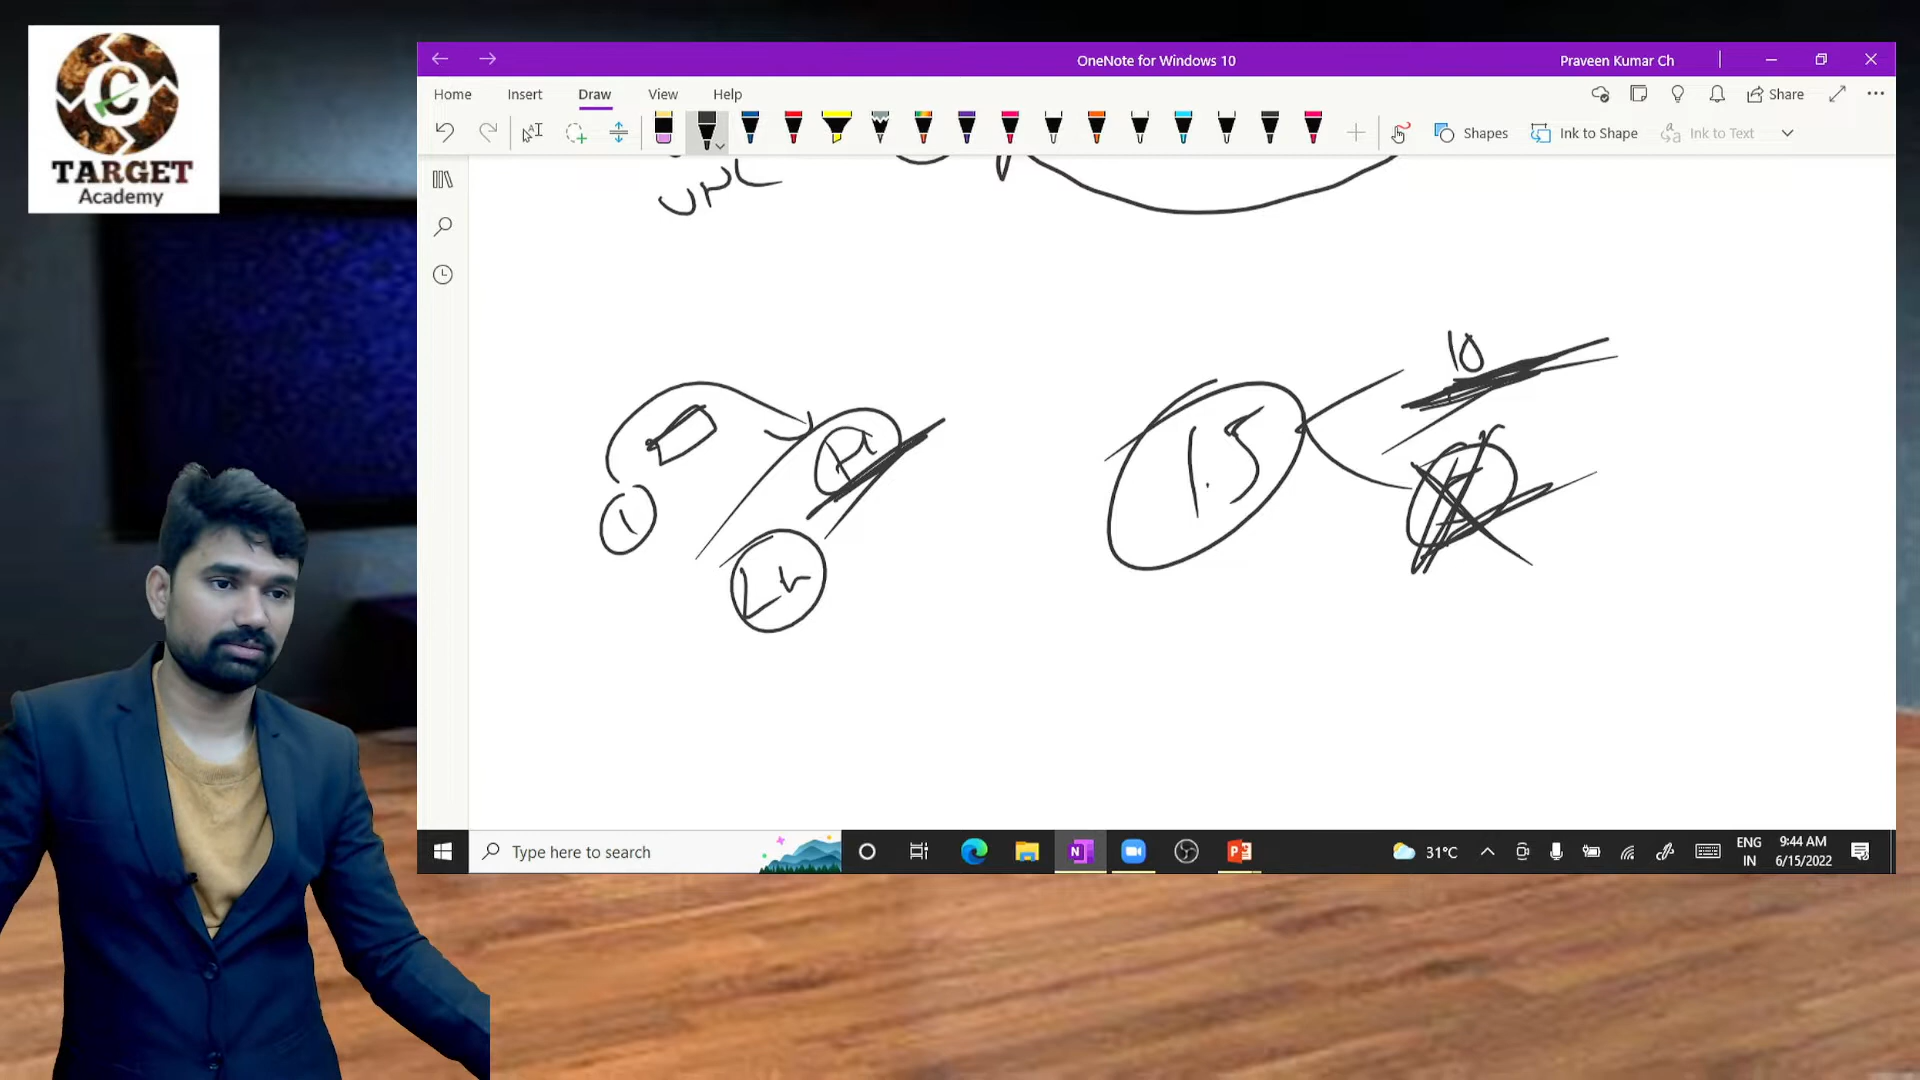 C
TARGET
Academy
OneNote for Windows 10
Praveen Kumar Ch
Home Insert Draw View Help
Share
Shapes
Ink to Shape
Ink to Text
10
15
1
Type here to search
31°C
ENG
IN
9:44 AM
6/15/2022